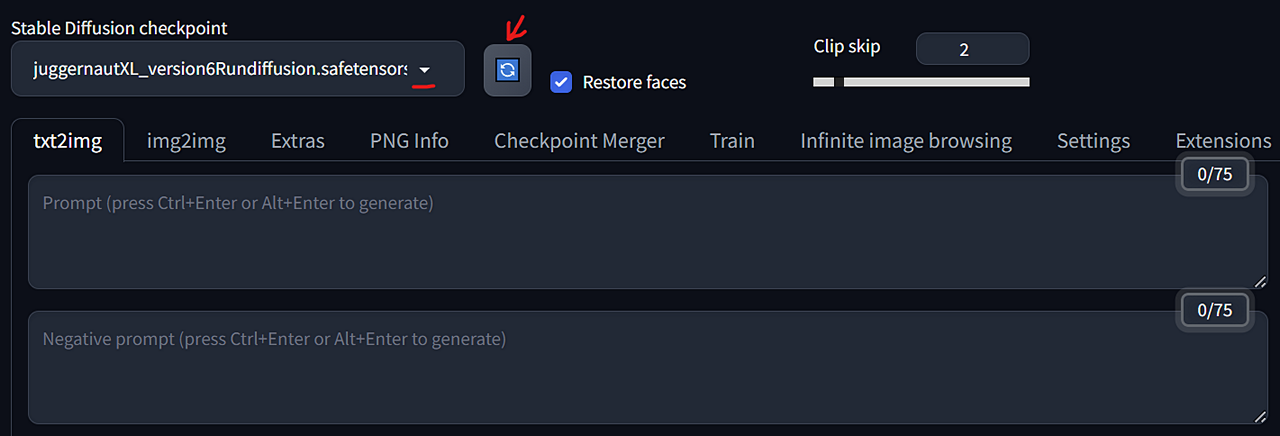 Stable Diffusion checkpoint
juggernautXL_version6Rundiffusion.safetensors
Restore faces
Clip skip
2
txt2img img2img Extras PNG Info Checkpoint Merger Train Infinite image browsing Settings Extensions
0/75
Prompt (press Ctrl+Enter or Alt+Enter to generate)
0/75
Negative prompt (press Ctrl+Enter or Alt+Enter to generate)